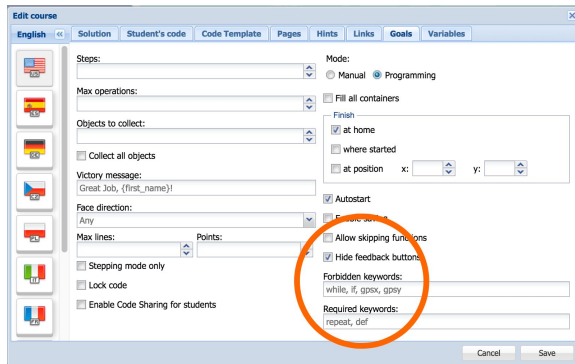 Edit course
English
Solution
Student's code
Code Template
Pages
Hints
Links
Goals
Variables
Steps:
Max operations:
Objects to collect:
Collect all objects
Victory message:
Great Job, {first_name}!
Face direction:
Any
Max lines: Points:
Stepping mode only
Lock code
Enable Code Sharing for students
Mode:
Manual Programming
Fill all containers
Finish
at home
where started
at position x: y:
Autostart
Allow skipping functions
Hide feedback buttons
Forbidden keywords:
while, if, gpsx, gpsy
Required keywords:
repeat, def
Cancel Save